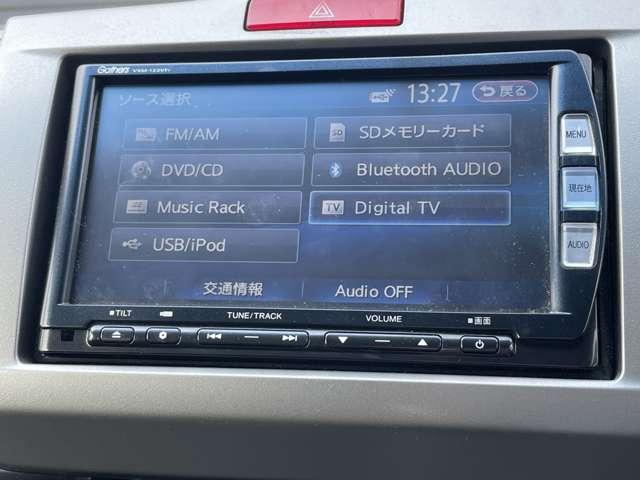 Gathers VXM-122VFi
ソース選択
13:27
戻る
FM/AM
SD SDメモリーカード
DVD/CD
Bluetooth AUDIO
Music Rack
TV Digital TV
USB/iPod
交通情報
Audio OFF
MENU
現在地
AUDIO
TILT
TUNE/TRACK
VOLUME
画面